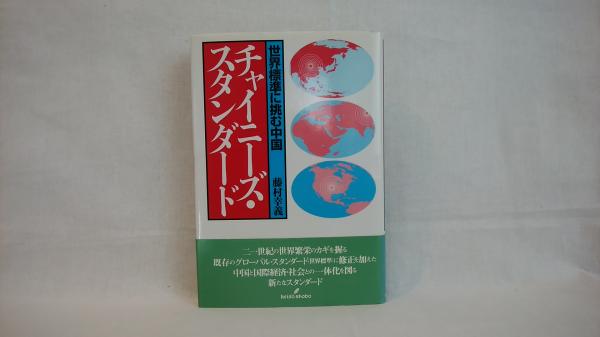 チャイニーズ・
スタンダード
世界標準に挑む中国
藤村幸義
二一世紀の世界繁栄のカギを握る
既存のグローバル・スタンダード(世界標準)に修正を加えた
中国と国際経済・社会との一体化を図る
新たなスタンダード
keiso shobo